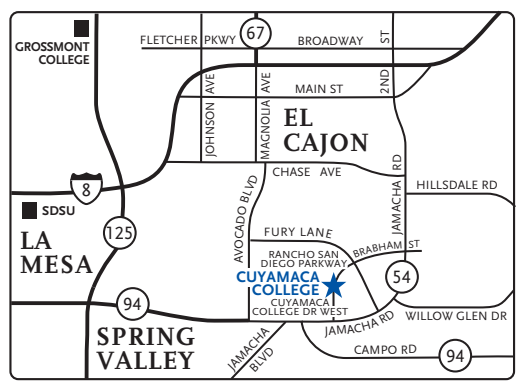 GROSSMONT
COLLEGE
FLETCHER PKWY
67
BROADWAY
2ND ST
JOHNSON AVE
MAGNOLIA AVE
MAIN ST
EL
CAJON
CHASE AVE
8
SDSU
LA
MESA
125
AVOCADO BLVD
JAMACHA RD
HILLSDALE RD
FURY LANE
RANCHO SAN
DIEGO PARKWAY
BRABHAM ST
CUYAMACA
COLLEGE
CUYAMACA
COLLEGE DR WEST
54
94
SPRING
VALLEY
JAMACHA
BLVD
JAMACHA RD
WILLOW GLEN DR
CAMPO RD
94